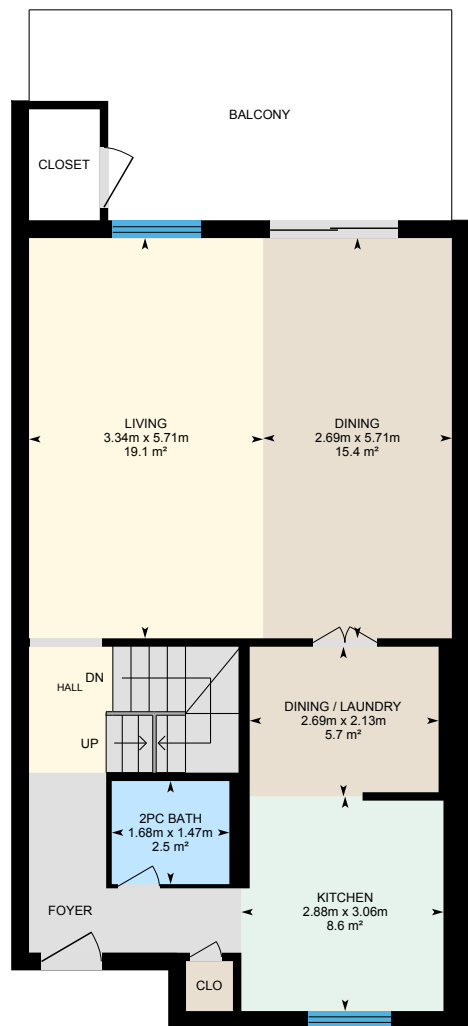 BALCONY
CLOSET
LIVING
3.34m x 5.71m
19.1 m²
DINING
2.69m x 5.71m
15.4 m²
HALL
DN
UP
DINING / LAUNDRY
2.69m x 2.13m
5.7 m²
2PC BATH
1.68m x 1.47m
2.5 m²
FOYER
KITCHEN
2.88m x 3.06m
8.6 m²
CLO